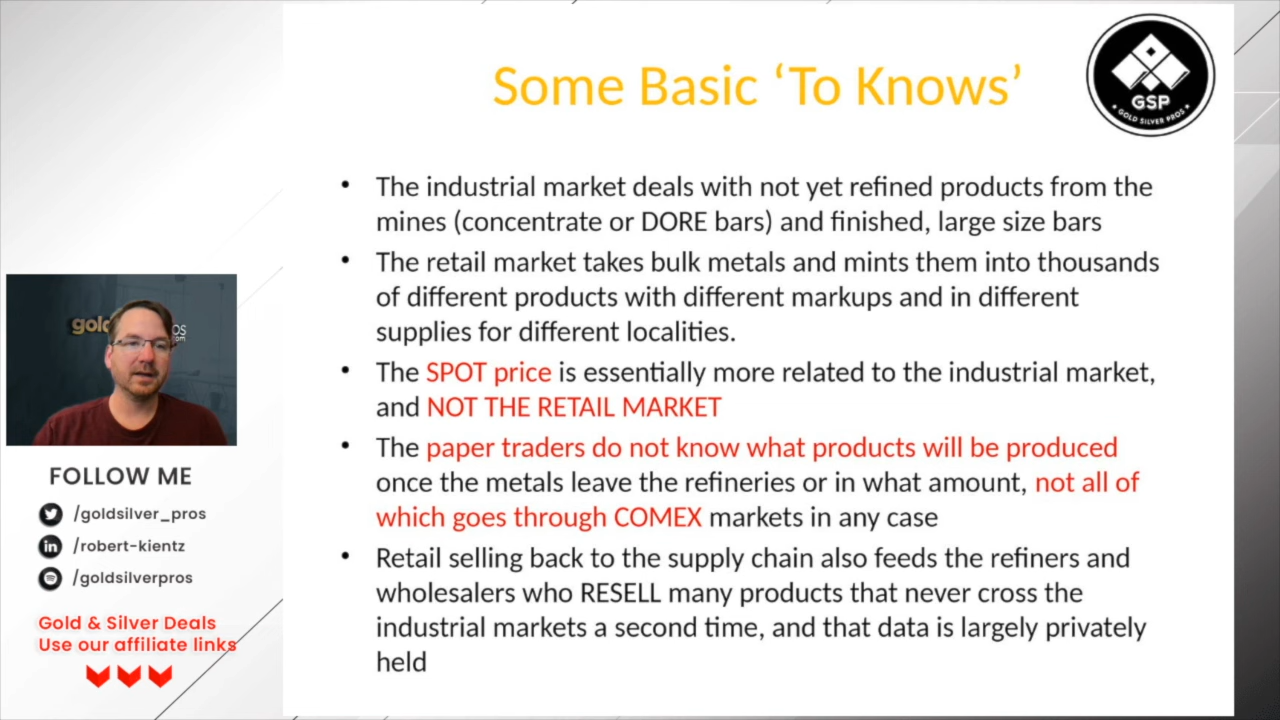 Some Basic ‘To Knows’
GSP
GOLD SILVER PROS
• The industrial market deals with not yet refined products from the
mines (concentrate or DORE bars) and finished, large size bars
• The retail market takes bulk metals and mints them into thousands
of different products with different markups and in different
supplies for different localities.
• The SPOT price is essentially more related to the industrial market,
and NOT THE RETAIL MARKET
• The paper traders do not know what products will be produced
once the metals leave the refineries or in what amount, not all of
which goes through COMEX markets in any case
• Retail selling back to the supply chain also feeds the refiners and
wholesalers who RESELL many products that never cross the
industrial markets a second time, and that data is largely privately
held
FOLLOW ME
/goldsilver_pros
/robert-kientz
/goldsilverpros
Gold & Silver Deals
Use our affiliate links